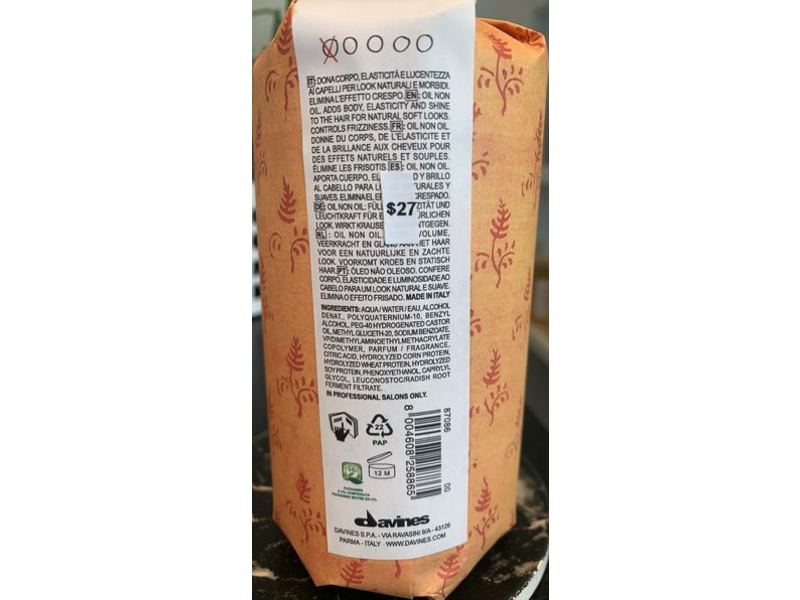 IT: DONA CORPO, ELASTICITÀ E LUCENTEZZA
AI CAPELLI PER LOOK NATURALI E MORBIDI.
ELIMINA L'EFFETTO CRESPO. EN: OIL NON
OIL. ADDS BODY, ELASTICITY AND SHINE
TO THE HAIR FOR NATURAL SOFT LOOKS.
CONTROLS FRIZZINESS. FR: OIL NON OIL.
DONNE DU CORPS, DE L'ELASTICITE ET
DE LA BRILLANCE AUX CHEVEUX POUR
DES EFFETS NATURELS ET SOUPLES.
ÉLIMINE LES FRISOTIS. ES: OIL NON OIL.
APORTA CUERPO, Y BRILLO
AL CABELLO PARA Y
SUAVES. ELIMINA EL
DE: OIL NON OIL: UND
LEUCHTKRAFT FÜR
LOOK. WIRKT KRAUSE
$27
NL: OIL NON OIL. VOLUME,
VEERKRACHT EN GLANS AAN HET HAAR
VOOR EEN NATUURLIJKE EN ZACHTE
LOOK. VOORKOMT KROES EN STATISCH
HAAR. PT: ÓLEO NÃO OLEOSO. CONFERE
CORPO, ELASTICIDADE E LUMINOSIDADE AO
CABELO PARA UM LOOK NATURAL E SUAVE.
ELIMINA O EFEITO FRISADO. MADE IN ITALY
INGREDIENTS: AQUA / WATER / EAU, ALCOHOL
DENAT., POLYQUATERNIUM-10, BENZYL
ALCOHOL, PEG-40 HYDROGENATED CASTOR
OIL, METHYL GLUCETH-20, SODIUM BENZOATE,
VP/DIMETHYLAMINOETHYLMETHACRYLATE
COPOLYMER, PARFUM / FRAGRANCE,
CITRIC ACID, HYDROLYZED CORN PROTEIN,
HYDROLYZED WHEAT PROTEIN, HYDROLYZED
SOY PROTEIN, PHENOXYETHANOL, CAPRYLYL
GLYCOL, LEUCONOSTOC/RADISH ROOT
FERMENT FILTRATE.
IN PROFESSIONAL SALONS ONLY.
22
PAP
12 M
87086
00
8 004608 258865
davines
DAVINES S.P.A. - VIA RAVASINI 9/A - 43126
PARMA - ITALY - WWW.DAVINES.COM